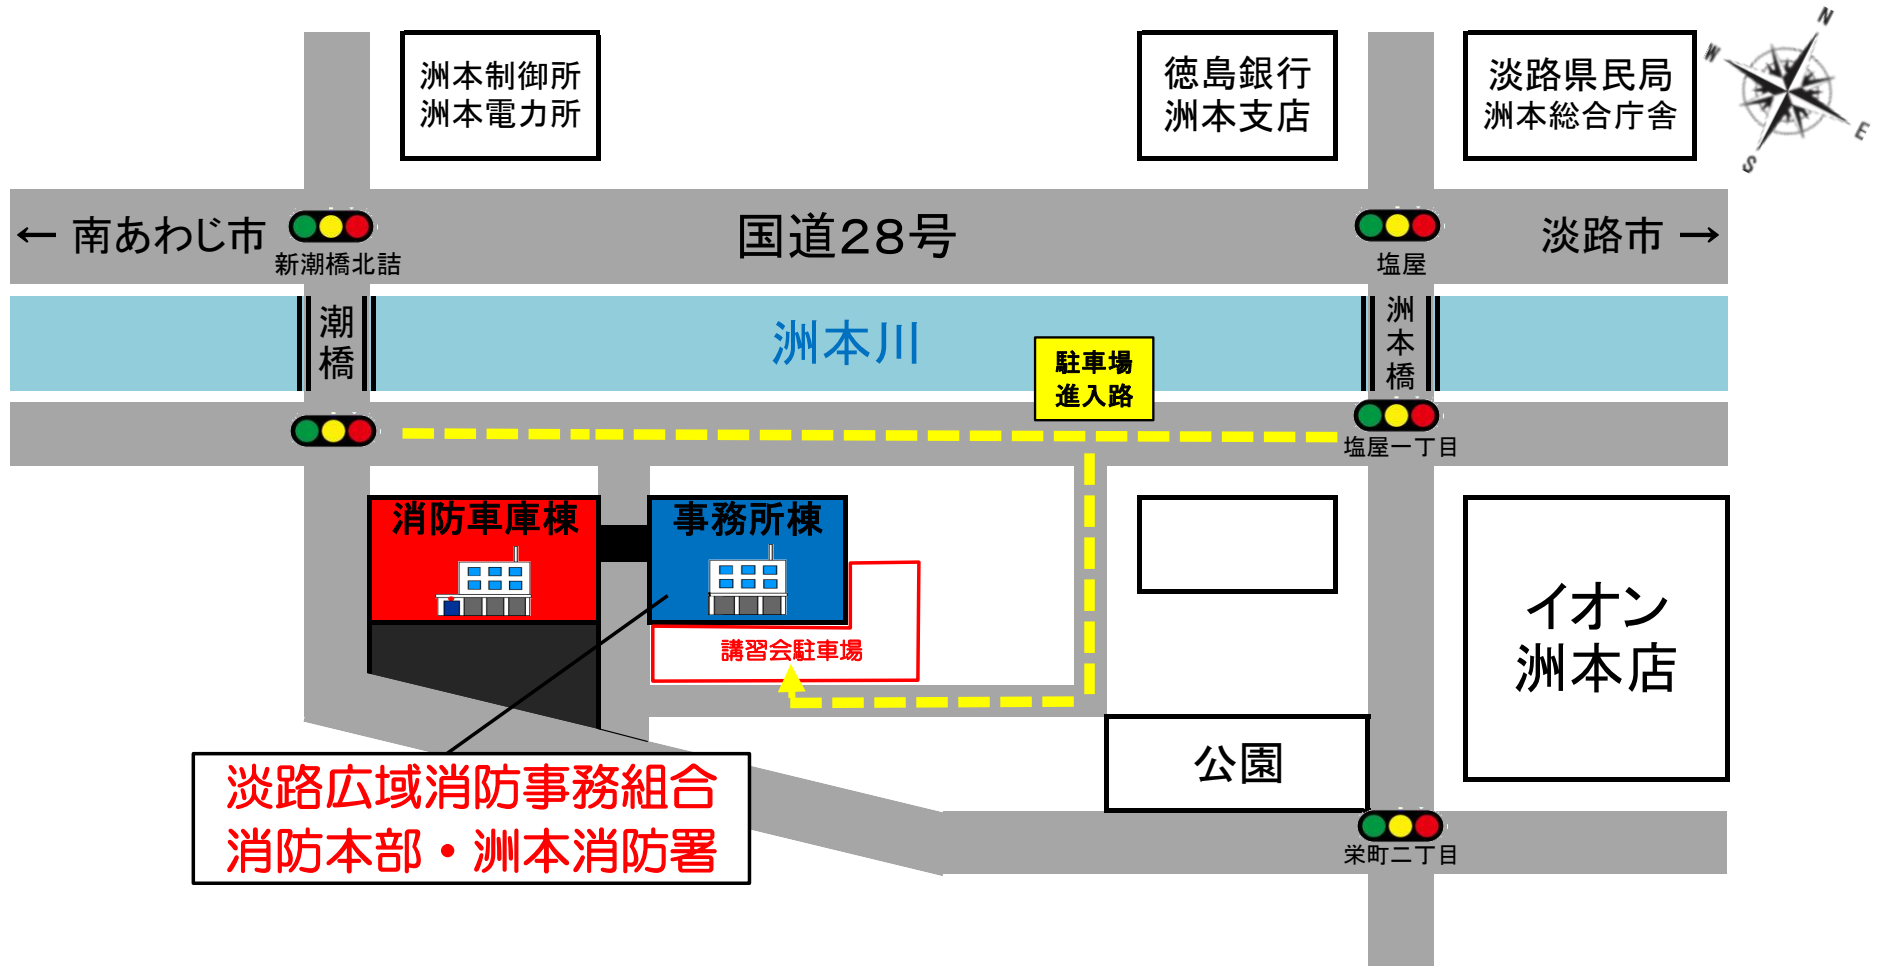 洲本制御所
洲本電力所
徳島銀行
洲本支店
淡路県民局
洲本総合庁舎
N
W
E
S
← 南あわじ市
新潮橋北詰
国道28号
塩屋
淡路市 →
潮橋
洲本川
駐車場
進入路
洲本橋
塩屋一丁目
消防車庫棟
事務所棟
講習会駐車場
イオン
洲本店
公園
淡路広域消防事務組合
消防本部・洲本消防署
栄町二丁目